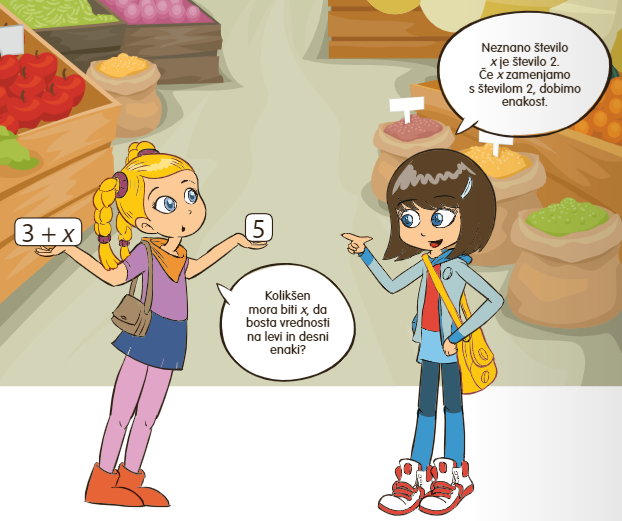 3 + x
5
Kolikšen
mora biti x, da
bosta vrednosti
na levi in desni
enaki?
Neznano število
x je število 2.
Če x zamenjamo
s številom 2, dobimo
enakost.